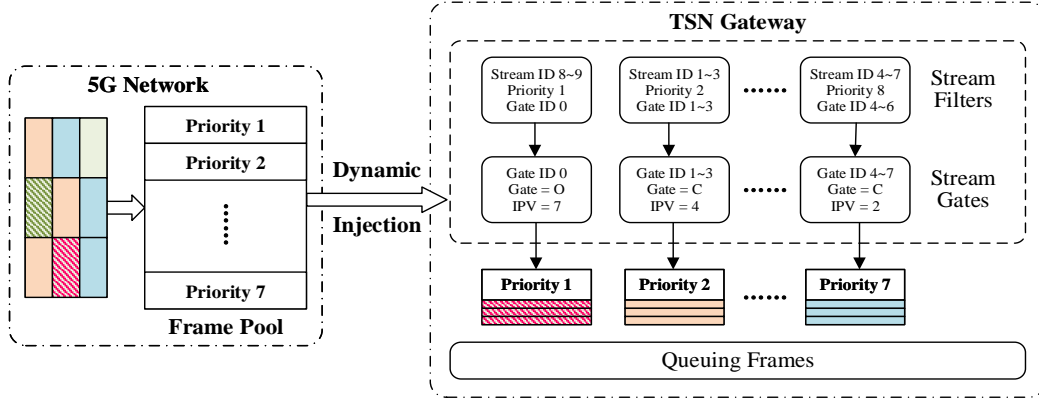 TSN Gateway
5G Network
Priority 1
Priority 2
Priority 7
Frame Pool
Dynamic
Injection
Stream ID 8~9
Priority 1
Gate ID 0
Stream ID 1~3
Priority 2
Gate ID 1~3
Stream ID 4~7
Priority 8
Gate ID 4~6
Stream
Filters
Gate ID 0
Gate = O
IPV = 7
Gate ID 1~3
Gate = C
IPV = 4
Gate ID 4~7
Gate = C
IPV = 2
Stream
Gates
Priority 1
Priority 2
Priority 7
Queuing Frames